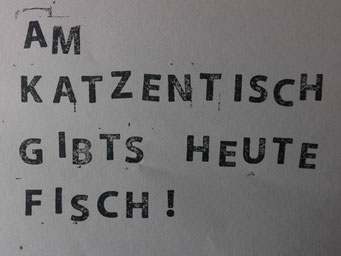 AM
KATZENTISCH
GIBTS HEUTE
FISCH!